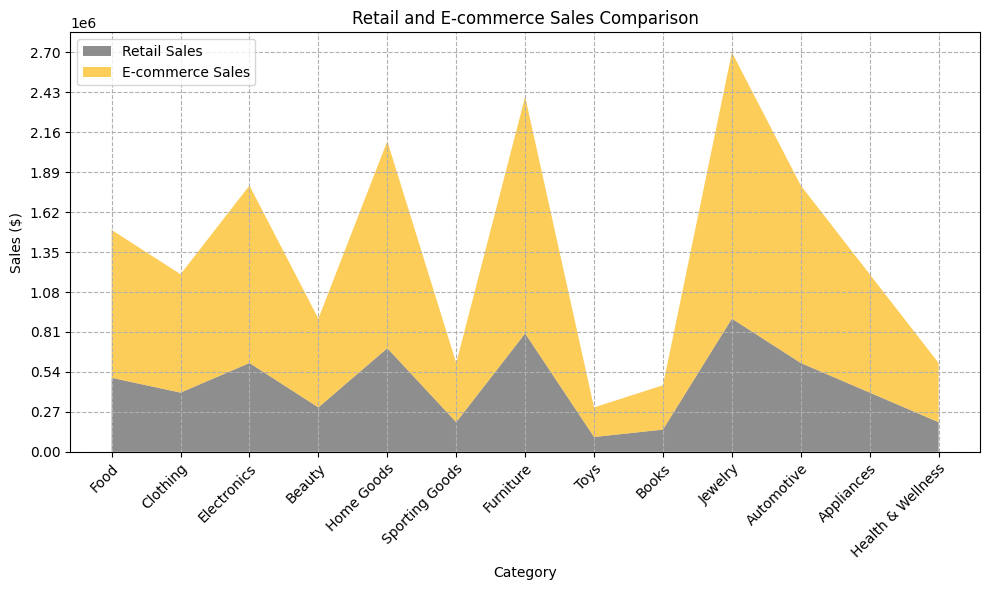 Retail and E-commerce Sales Comparison
1e6
Retail Sales
E-commerce Sales
2.70
2.43
2.16
1.89
1.62
1.35
1.08
0.81
0.54
0.27
0.00
Sales ($)
Food
Clothing
Electronics
Beauty
Home Goods
Sporting Goods
Furniture
Toys
Books
Jewelry
Automotive
Appliances
Health & Wellness
Category